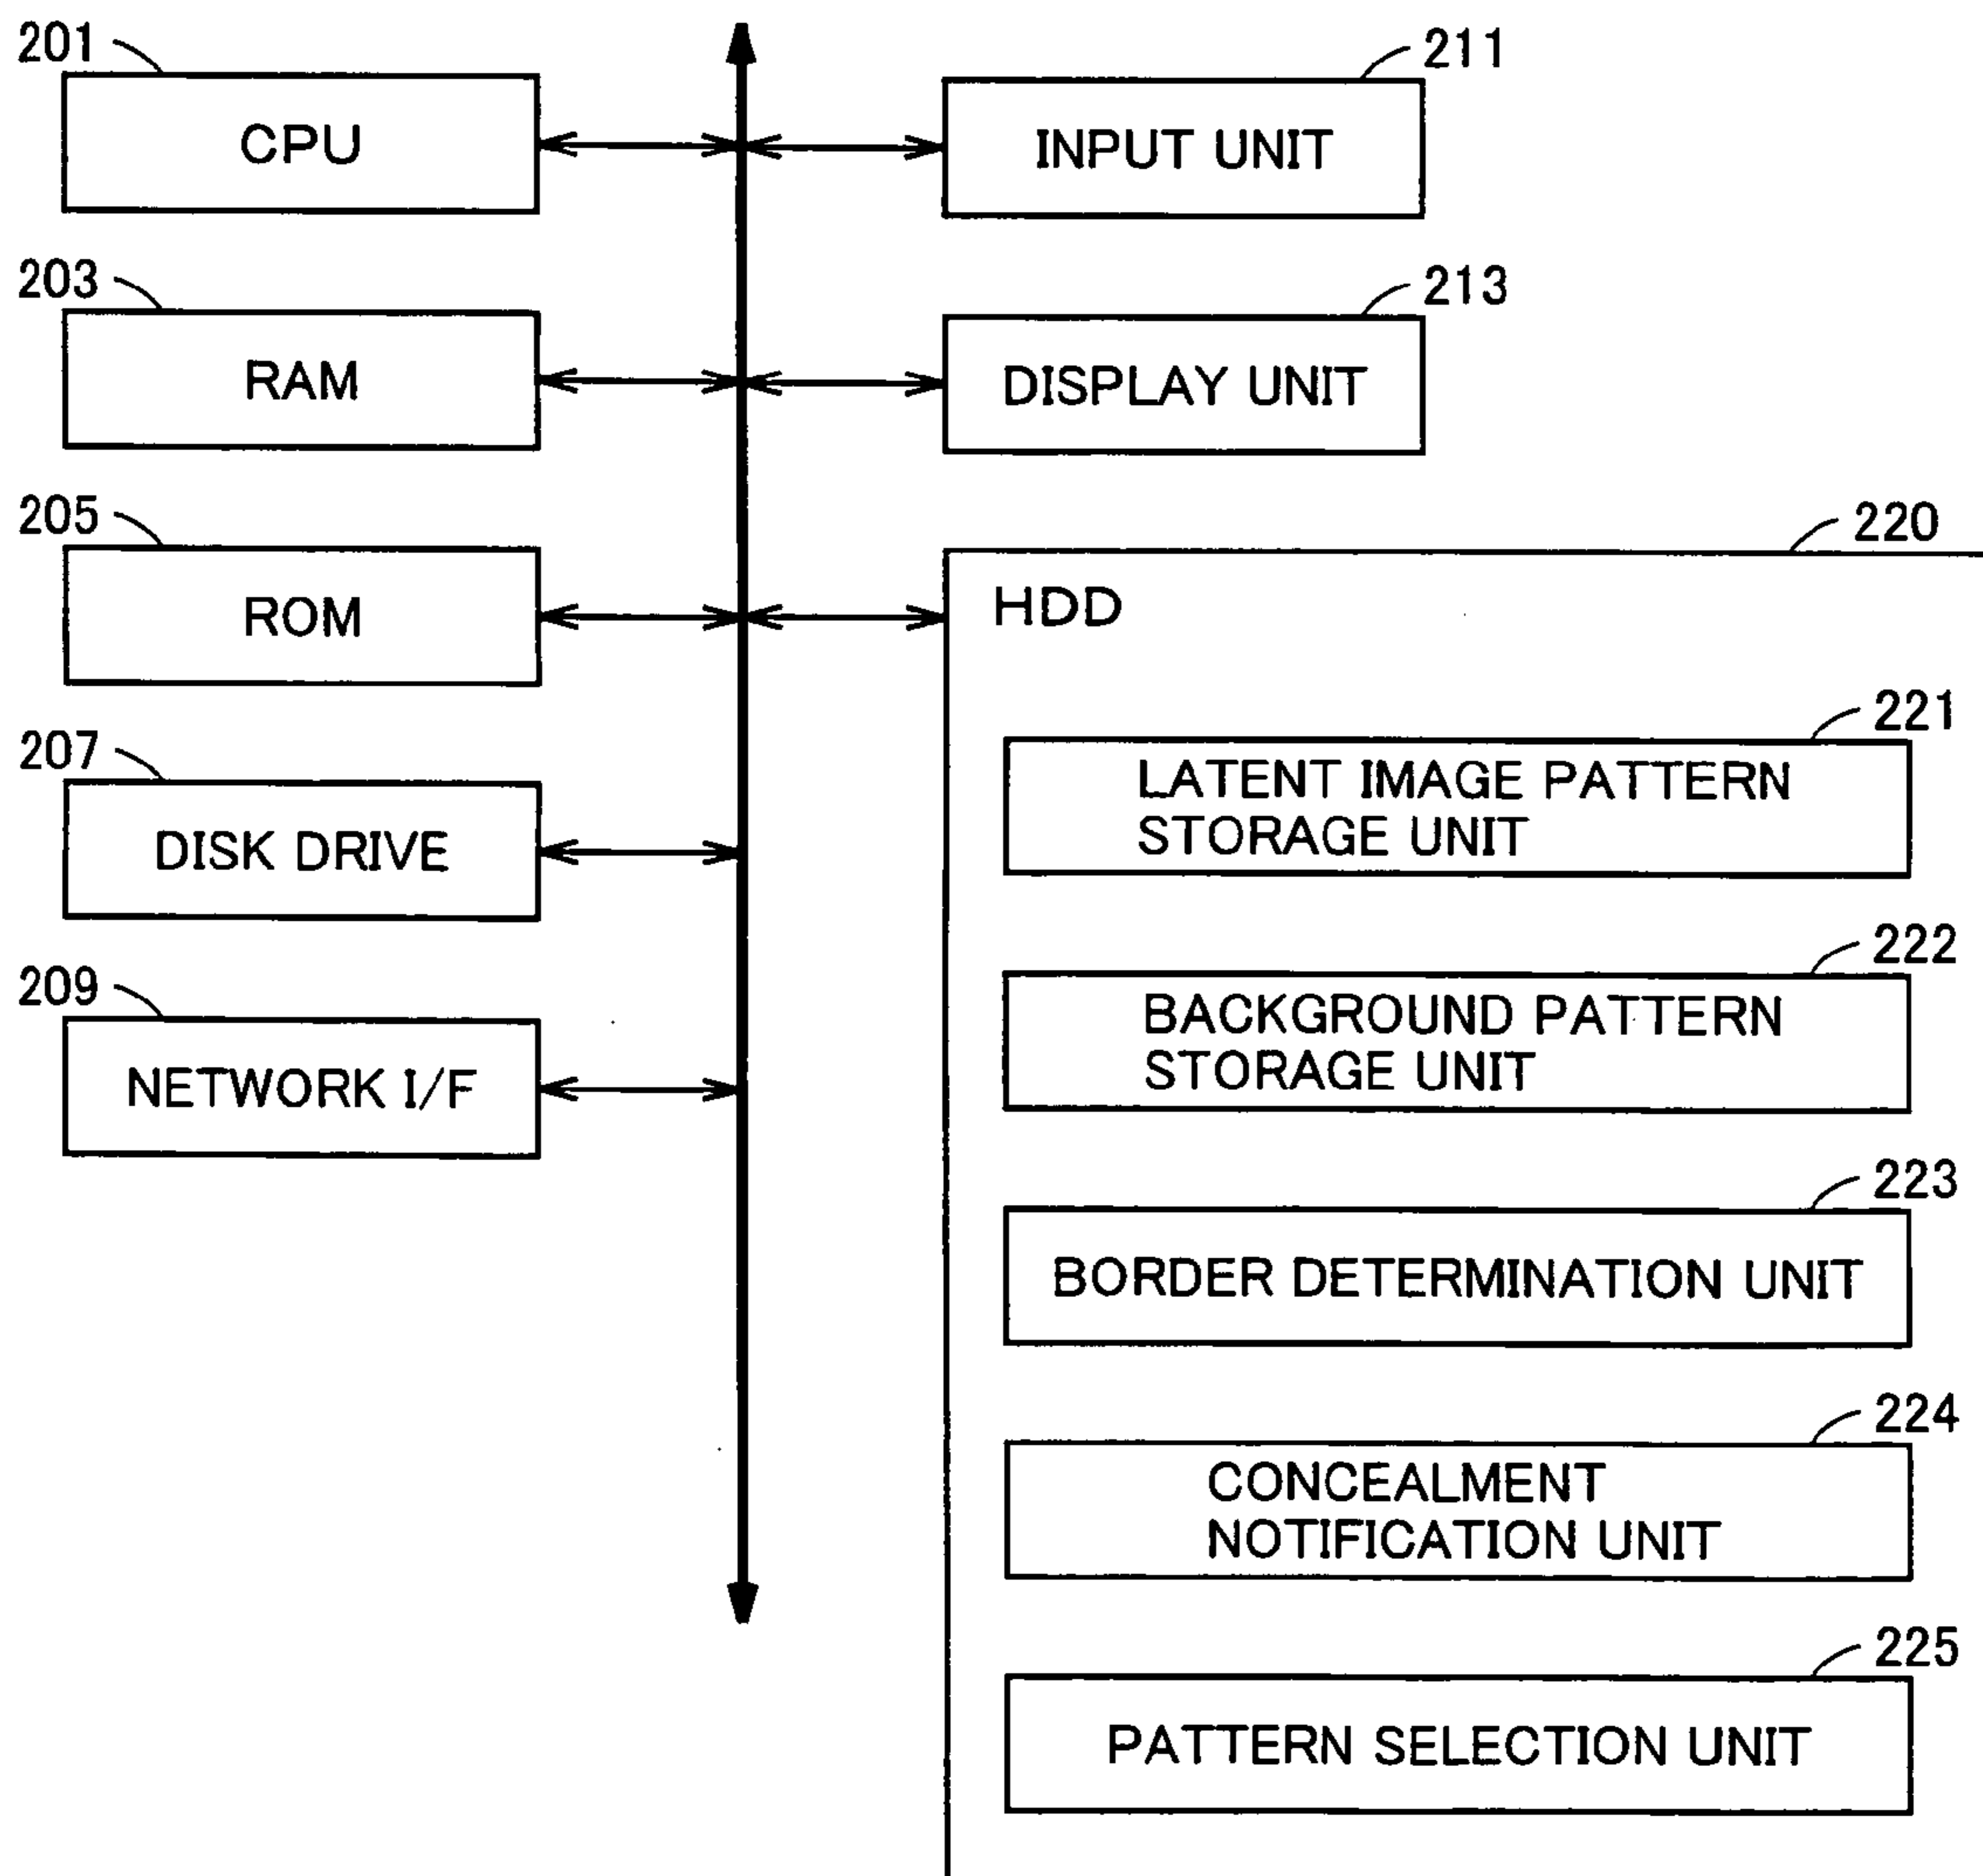 201
CPU
203
RAM
205
ROM
207
DISK DRIVE
209
NETWORK I/F
211
INPUT UNIT
213
DISPLAY UNIT
220
HDD
221
LATENT IMAGE PATTERN
STORAGE UNIT
222
BACKGROUND PATTERN
STORAGE UNIT
223
BORDER DETERMINATION UNIT
224
CONCEALMENT
NOTIFICATION UNIT
225
PATTERN SELECTION UNIT